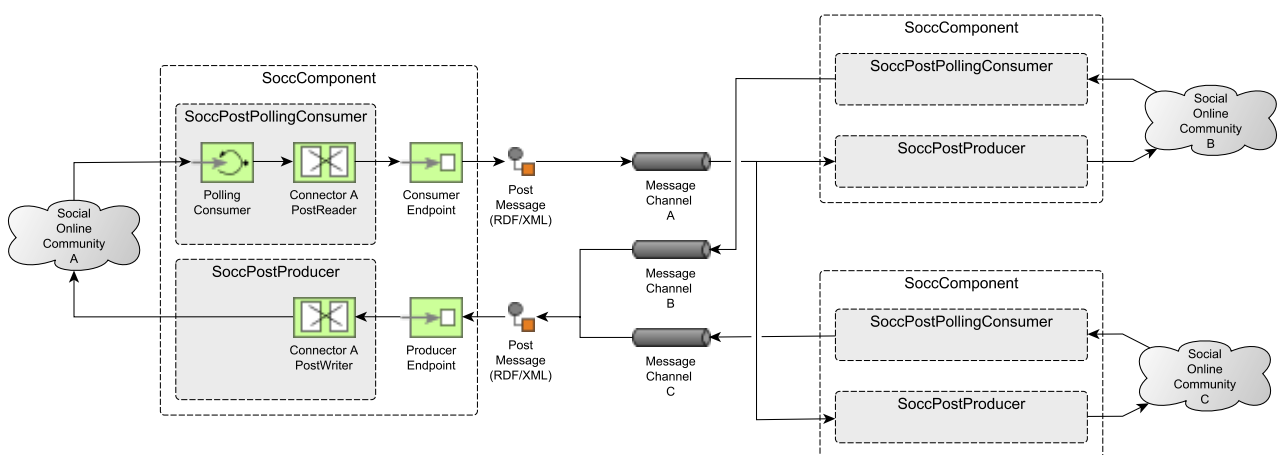 SoccComponent
SoccPostPollingConsumer
Polling
Consumer
Connector A
PostReader
Consumer
Endpoint
Post
Message
(RDF/XML)
Message
Channel
A
Social
Online
Community
A
SoccPostProducer
Connector A
PostWriter
Producer
Endpoint
Post
Message
(RDF/XML)
Message
Channel
B
Message
Channel
C
SoccComponent
SoccPostPollingConsumer
SoccPostProducer
Social
Online
Community
B
SoccComponent
SoccPostPollingConsumer
SoccPostProducer
Social
Online
Community
C